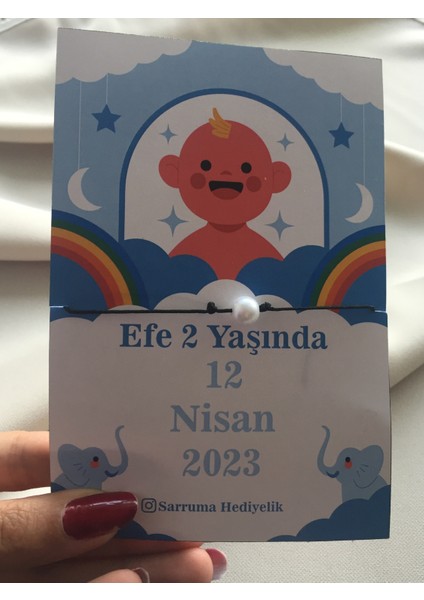 Efe 2 Yaşında
12
Nisan
2023
Sarruma Hediyelik